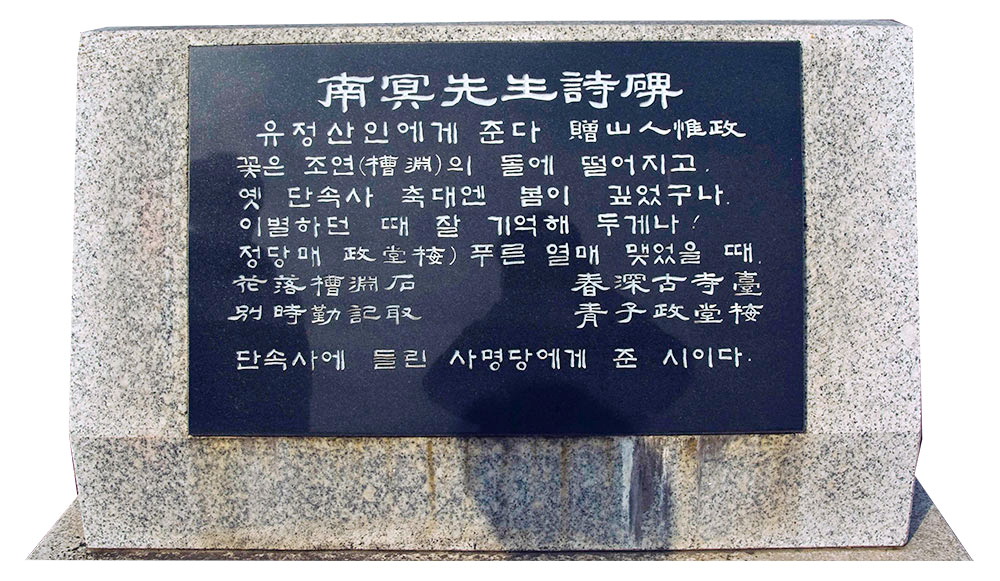 南冥先生詩碑
유정산인에게 준다 贈山人惟政
꽃은 조연(槽淵)의 돌에 떨어지고.
옛 단속사 축대엔 봄이 깊었구나.
이별하던 때 잘 기억해 두게나!
정당매 政堂梅) 푸른 열매 맺었을 때.
花落槽淵石 春深古寺臺
別時勤記取 青子政堂梅
단속사에 들린 사명당에게 준 시이다.